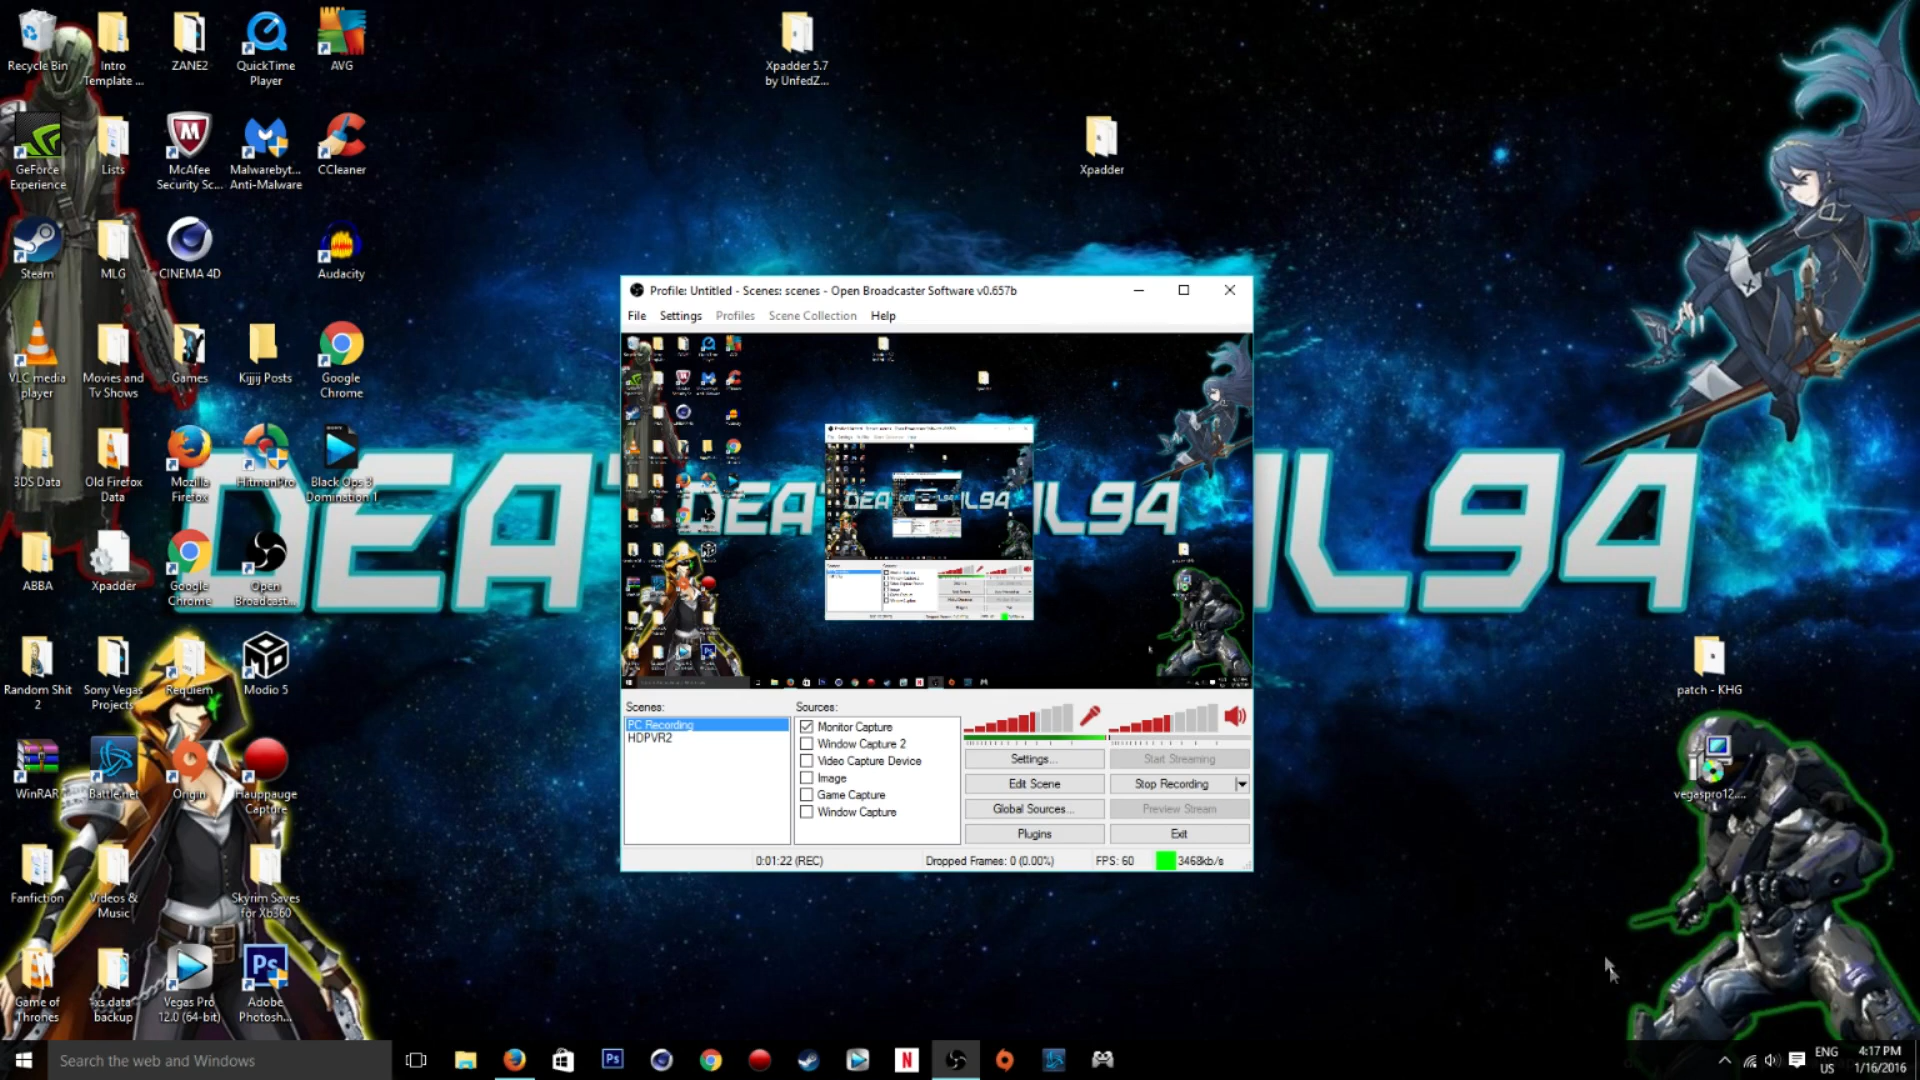 Recycle Bin
Intro Template ...
ZANE2
QuickTime Player
AVG
Xpadder 5.7 by UnfedZ...
GeForce Experience
Lists
McAfee Security Sc...
Malwarebyt... Anti-Malware
CCleaner
Xpadder
Steam
MLG
CINEMA 4D
Audacity
VLC media player
Movies and Tv Shows
Games
Kijjij Posts
Google Chrome
3DS Data
Old Firefox Data
Mozilla Firefox
HitmanPro
Black Ops 3 Domination 1
ABBA
Xpadder
Google Chrome
Open Broadcast...
Random Shit 2
Sony Vegas Projects
Requiem
Modio 5
patch - KHG
WinRAR
Battle.net
Origin
Hauppauge Capture
vegaspro12....
Fanfiction
Videos & Music
Skyrim Saves for Xb360
Game of Thrones
xs data backup
Vegas Pro 12.0 (64-bit)
Adobe Photosh...
DEA
IL94
Profile: Untitled - Scenes: scenes - Open Broadcaster Software v0.657b
File Settings Profiles Scene Collection Help
Scenes:
PC Recording
HDPVR2
Sources:
Monitor Capture
Window Capture 2
Video Capture Device
Image
Game Capture
Window Capture
Settings...
Start Streaming
Edit Scene
Stop Recording
Global Sources...
Preview Stream
Plugins
Exit
0:01:22 (REC)
Dropped Frames: 0 (0.00%)
FPS: 60
3468kb/s
Search the web and Windows
ENG
US
4:17 PM
1/16/2016